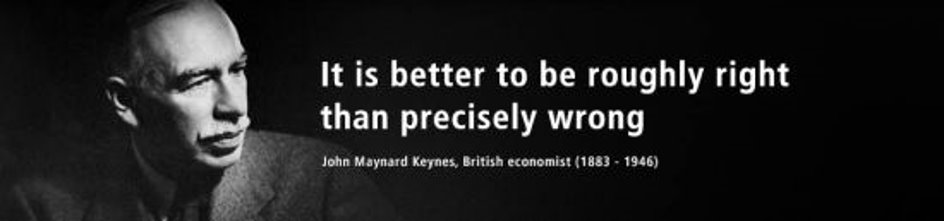 It is better to be roughly right
than precisely wrong
John Maynard Keynes, British economist (1883 - 1946)